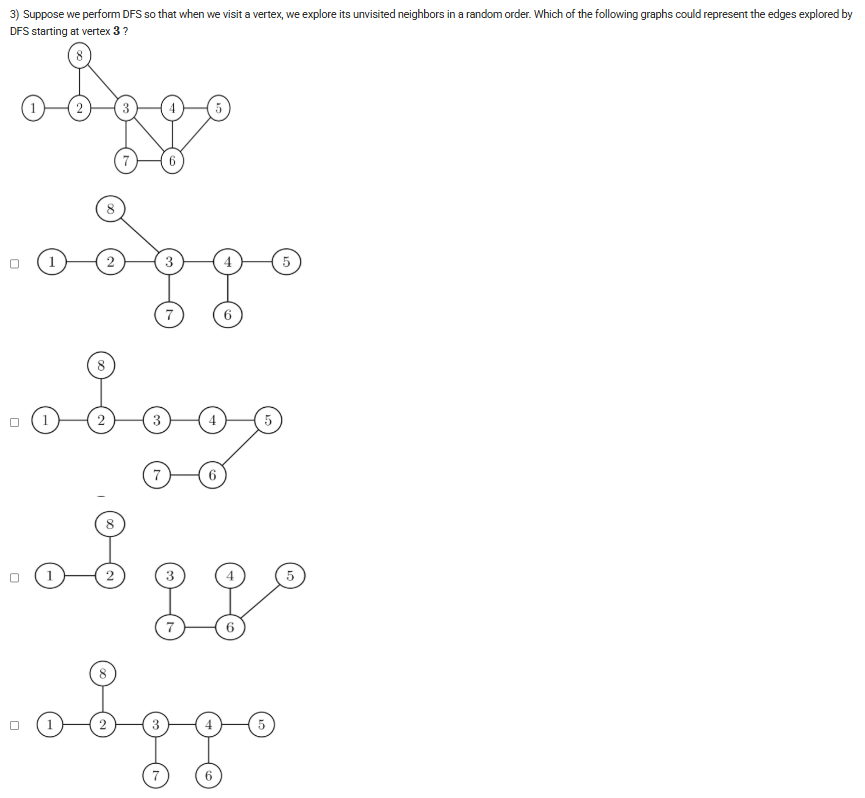 3) Suppose we perform DFS so that when we visit a vertex, we explore its unvisited neighbors in a random order. Which of the following graphs could represent the edges explored by
DFS starting at vertex 3 ?
8
1 2 3 4 5
7 6
8
1 2 3 4 5
7 6
8
1 2 3 4 5
7 6
8
1 2 3 4 5
7 6
8
1 2 3 4 5
7 6